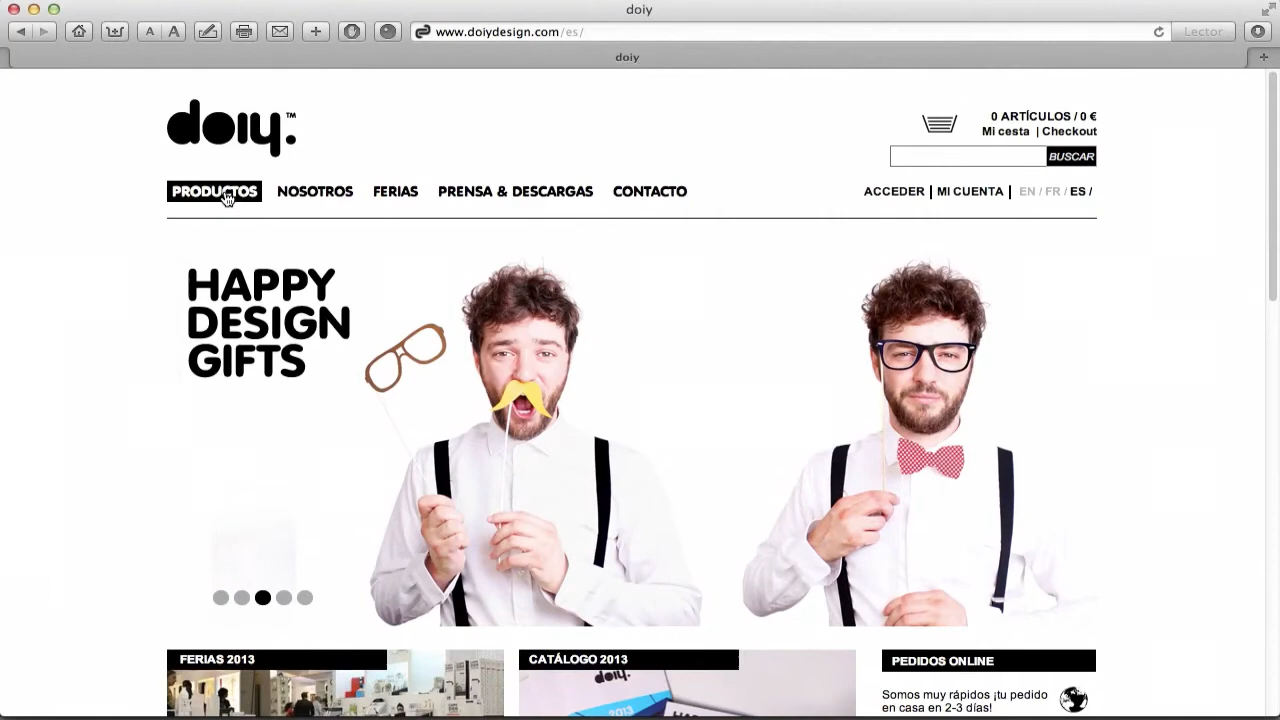 doiy
A A
www.doiydesign.com/es/
Lector
doiy
doiy.™
0 ARTÍCULOS / 0 €
Mi cesta | Checkout
BUSCAR
PRODUCTOS NOSOTROS FERIAS PRENSA & DESCARGAS CONTACTO
ACCEDER | MI CUENTA | EN / FR / ES /
HAPPY
DESIGN
GIFTS
FERIAS 2013
CATÁLOGO 2013
doiy.
2013
PEDIDOS ONLINE
Somos muy rápidos ¡tu pedido
en casa en 2-3 días!